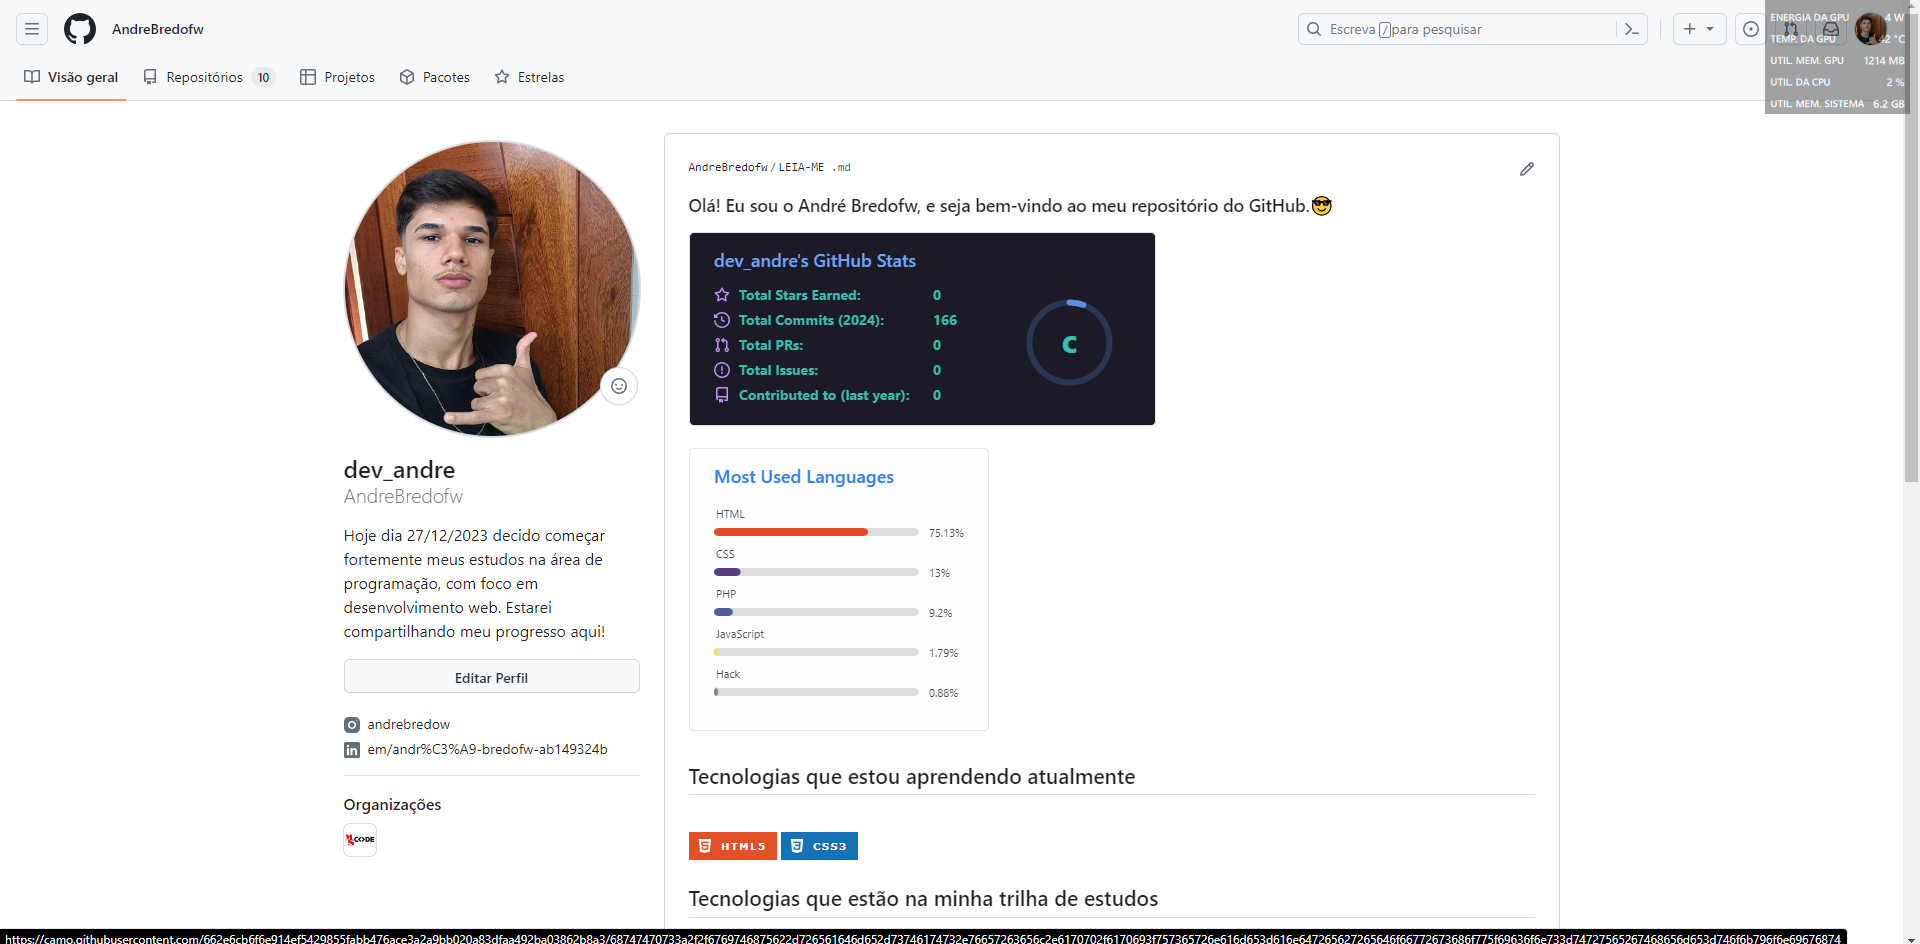 AndreBredofw
Escreva / para pesquisar
ENERGIA DA GPU 4 W
TEMP. DA GPU 42 °C
UTIL. MEM. GPU 1214 MB
UTIL. DA CPU 2 %
UTIL. MEM. SISTEMA 6.2 GB
Visão geral
Repositórios 10
Projetos
Pacotes
Estrelas
dev_andre
AndreBredofw
Hoje dia 27/12/2023 decido começar
fortemente meus estudos na área de
programação, com foco em
desenvolvimento web. Estarei
compartilhando meu progresso aqui!
Editar Perfil
andrebredow
em/andr%C3%A9-bredofw-ab149324b
Organizações
CODE
AndreBredofw / LEIA-ME .md
Olá! Eu sou o André Bredofw, e seja bem-vindo ao meu repositório do GitHub.😎
dev_andre's GitHub Stats
Total Stars Earned: 0
Total Commits (2024): 166
Total PRs: 0
Total Issues: 0
Contributed to (last year): 0
C
Most Used Languages
HTML
75.13%
CSS
13%
PHP
9.2%
JavaScript
1.79%
Hack
0.88%
Tecnologias que estou aprendendo atualmente
HTML5
CSS3
Tecnologias que estão na minha trilha de estudos